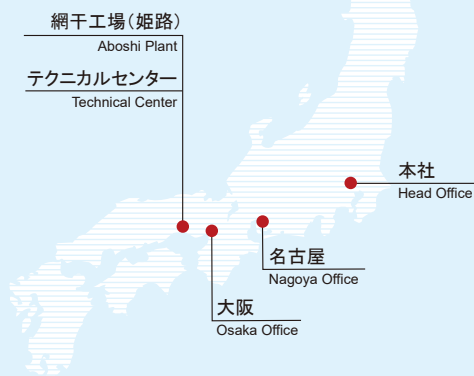 網干工場（姫路）
Aboshi Plant
テクニカルセンター
Technical Center
本社
Head Office
名古屋
Nagoya Office
大阪
Osaka Office